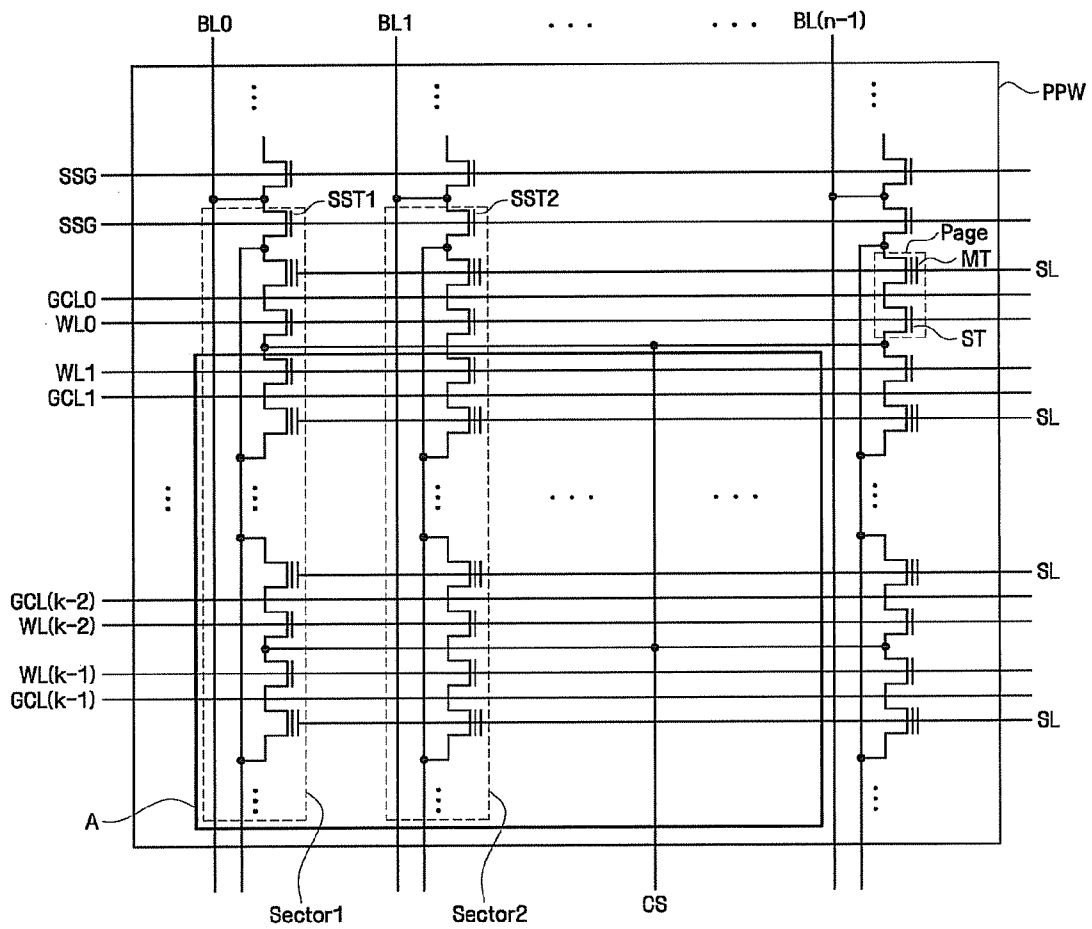 BL0 BL1 BL(n-1)
PPW
SSG
SST1 SST2
SSG
Page
MT
SL
GCL0
WL0
ST
WL1
GCL1
SL
SL
GCL(k-2)
WL(k-2)
WL(k-1)
GCL(k-1)
SL
A
Sector1 Sector2 CS